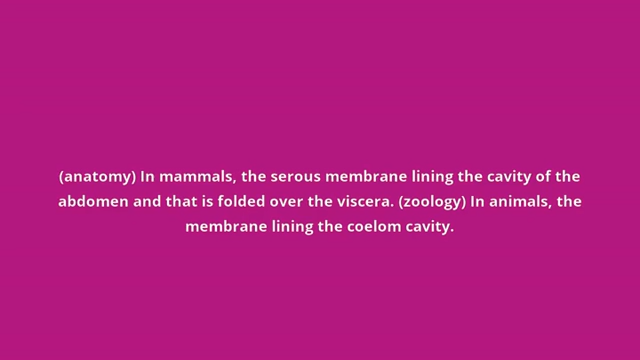 (anatomy) In mammals, the serous membrane lining the cavity of the
abdomen and that is folded over the viscera. (zoology) In animals, the
membrane lining the coelom cavity.